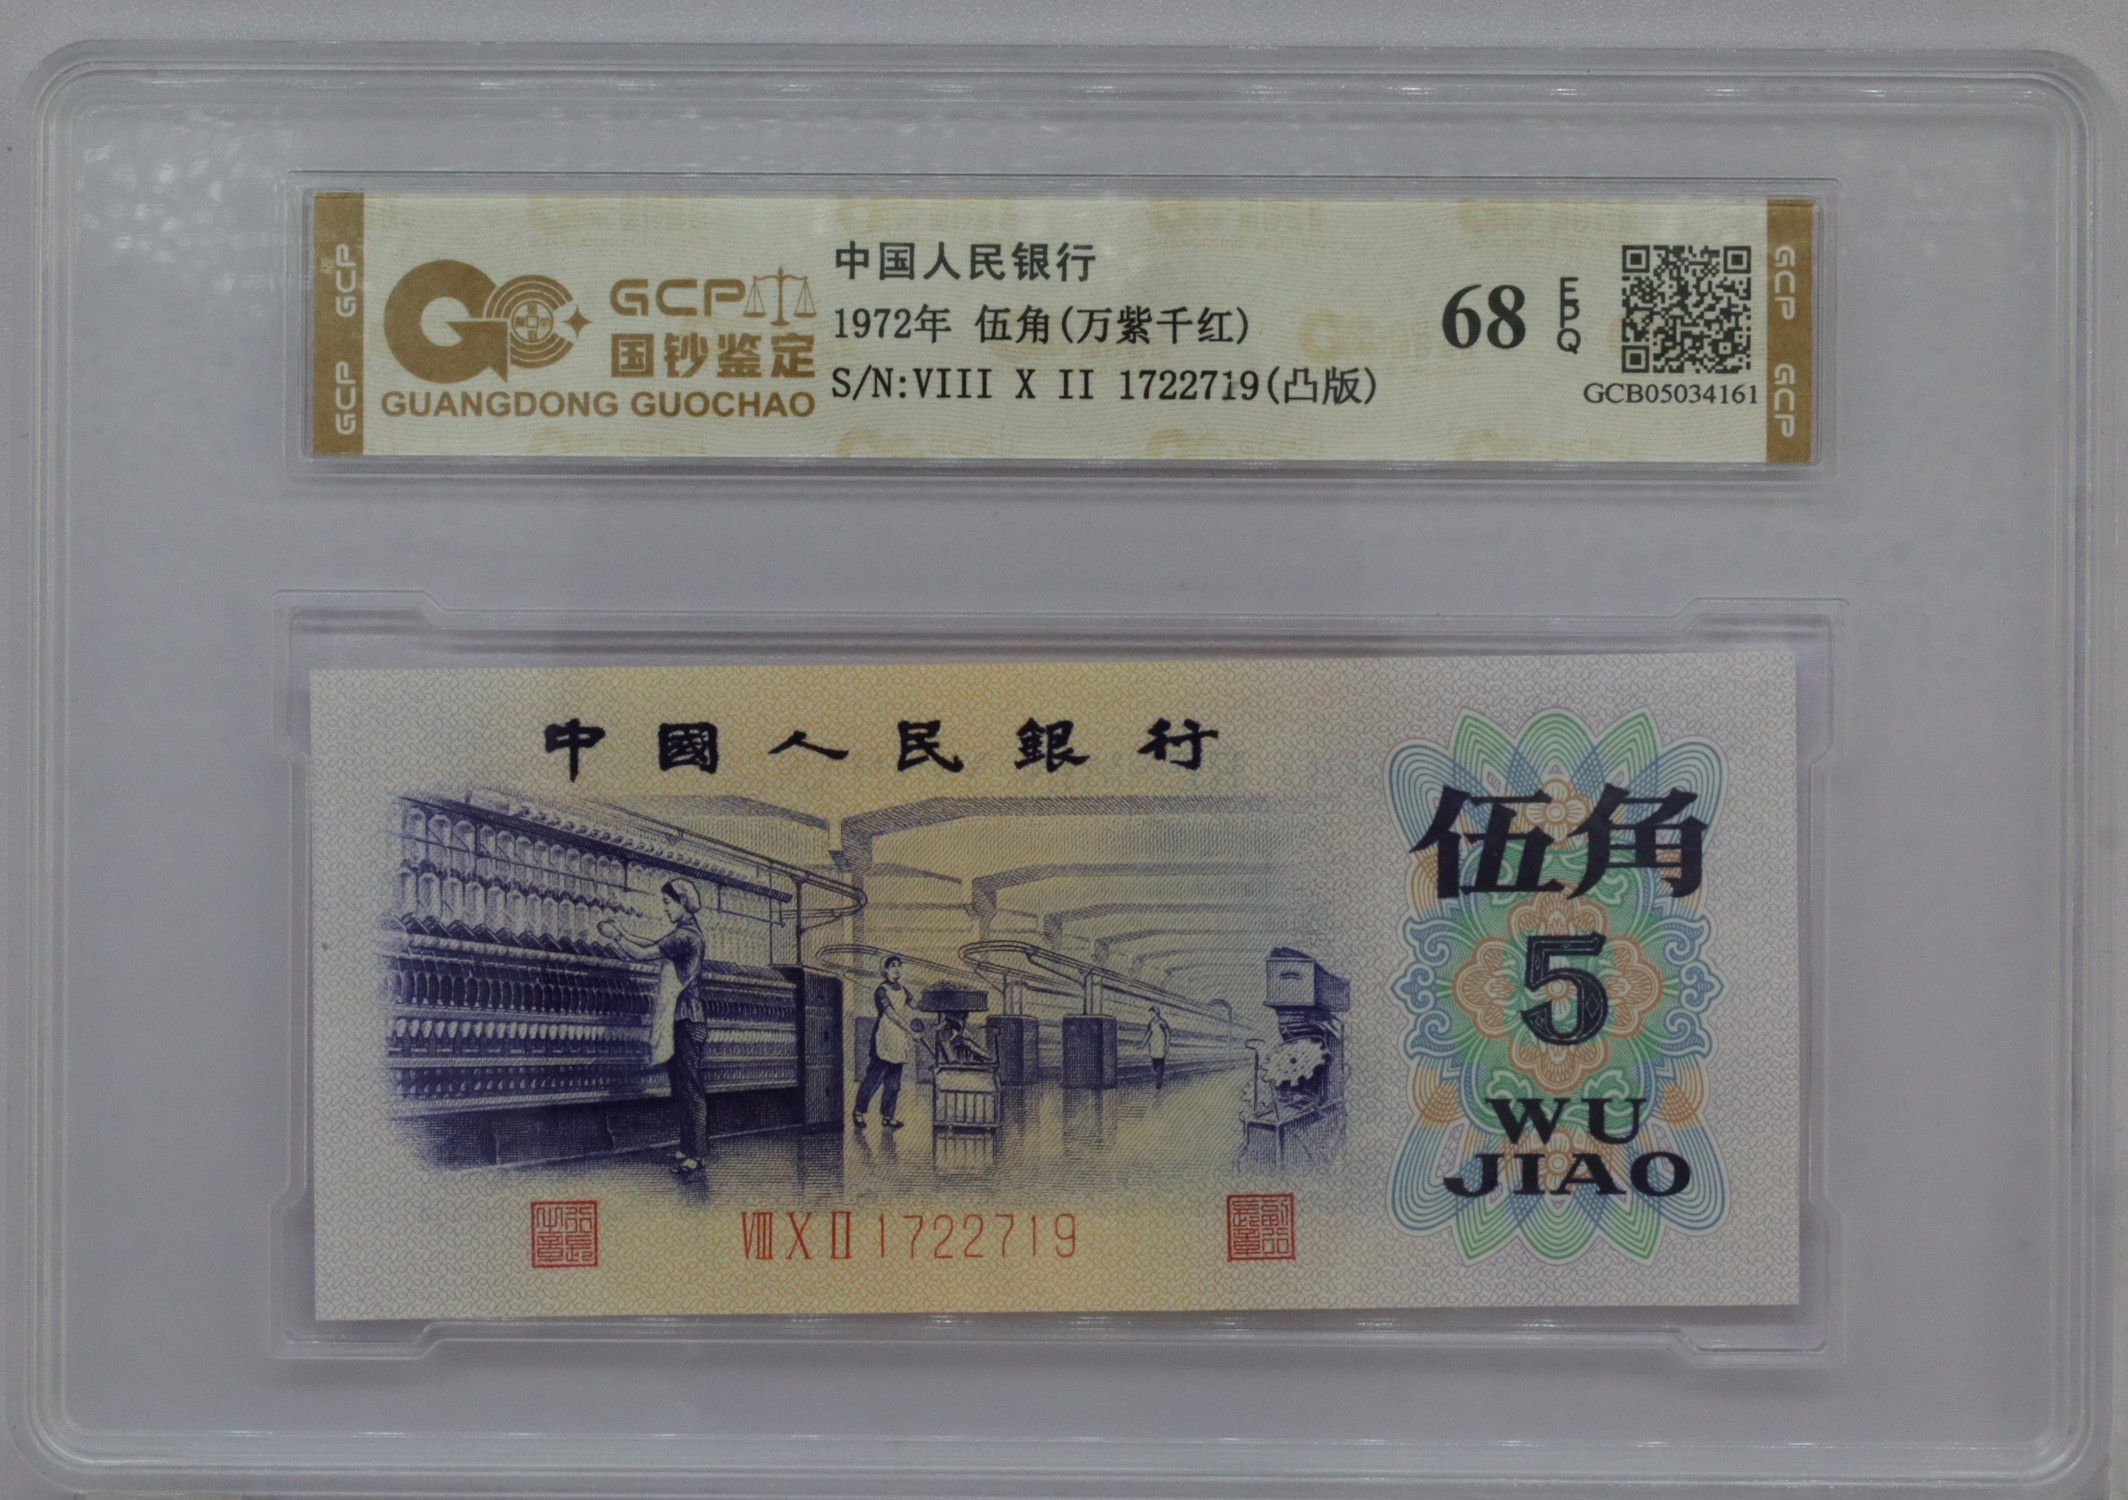 GCP
GCP
GCP
国钞鉴定
GUANGDONG GUOCHAO
中国人民银行
1972年 伍角(万紫千红)
S/N:VIII X II 1722719(凸版)
68
EPQ
GCB05034161
GCP
GCP
中國人民銀行
伍角
5
WU
JIAO
VIII X II 1722719